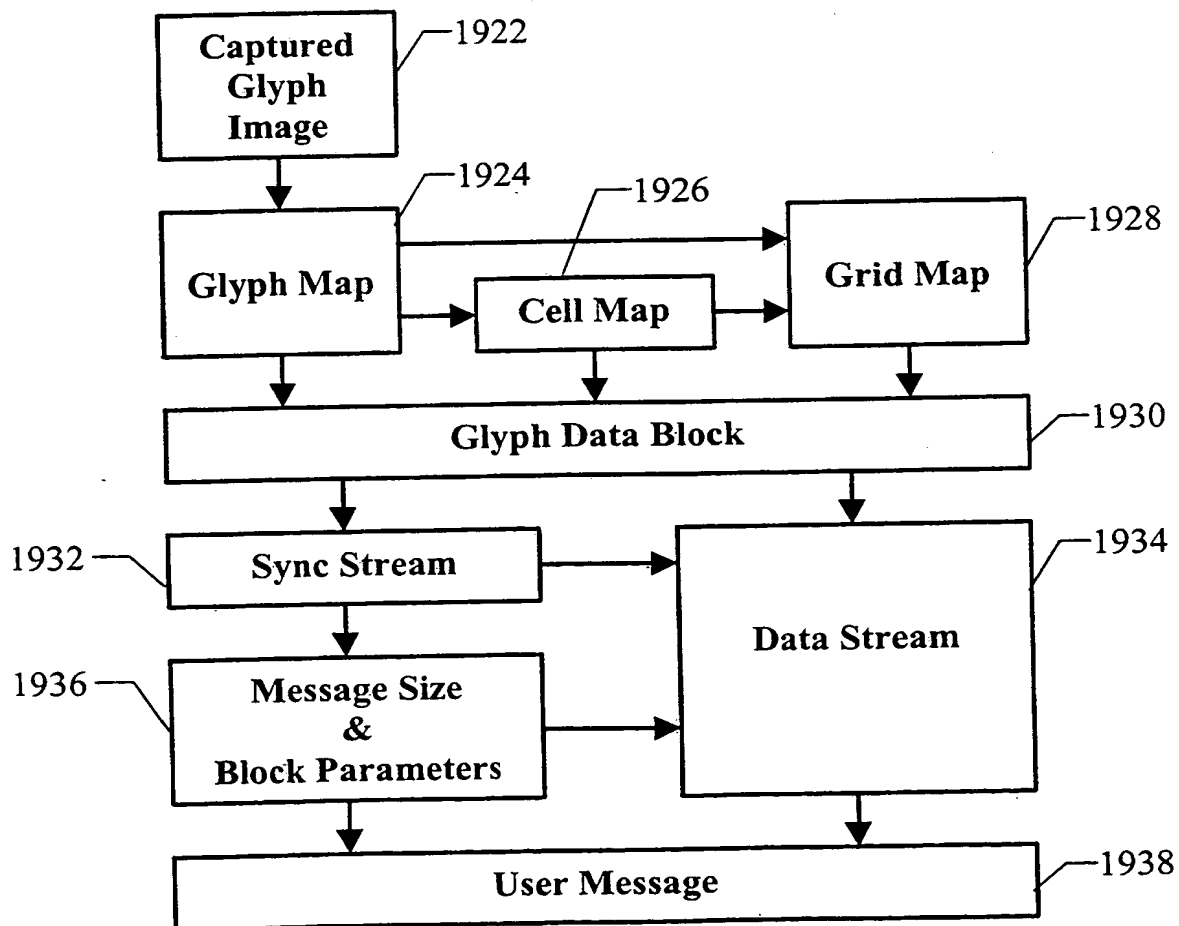 1922
Captured
Glyph
Image
1924
1926
1928
Glyph Map
Cell Map
Grid Map
1930
Glyph Data Block
1932
Sync Stream
1934
Data Stream
1936
Message Size
&
Block Parameters
User Message
1938